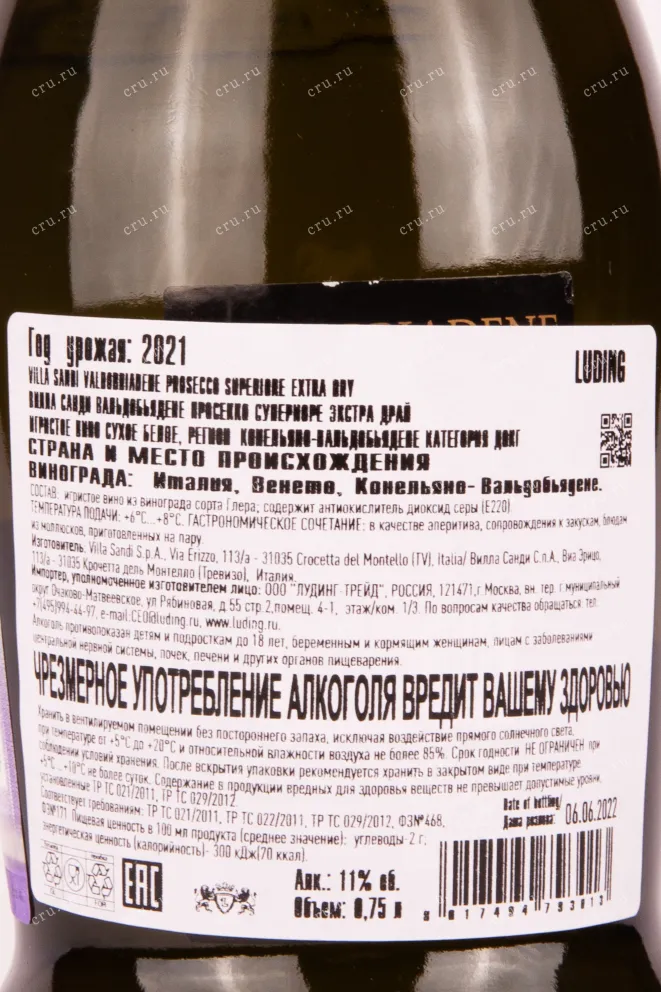 Год урожая: 2021
LUDING
VILLA SANDI VALDOBBIADENE PROSECCO SUPERIORE EXTRA DRY
ВИЛЛА САНДИ ВАЛЬДОББЬЯДЕНЕ ПРОСЕККО СУПЕРИОРЕ ЭКСТРА ДРАЙ
ИГРИСТОЕ ВИНО СУХОЕ БЕЛОЕ, РЕГИОН КОНЕЛЬЯНО-ВАЛЬДОББЬЯДЕНЕ КАТЕГОРИЯ ДОКГ
СТРАНА И МЕСТО ПРОИСХОЖДЕНИЯ
ВИНОГРАДА: Италия, Венето, Конельяно- Вальдобьядене.
СОСТАВ: игристое вино из винограда сорта Глера; содержит антиокислитель диоксид серы (Е220).
ТЕМПЕРАТУРА ПОДАЧИ: +6°С...+8°С. ГАСТРОНОМИЧЕСКОЕ СОЧЕТАНИЕ: в качестве аперитива, сопровождения к закускам, блюдам
из моллюсков, приготовленных на пару.
Изготовитель: Villa Sandi S.p.A., Via Erizzo, 113/a - 31035 Crocetta del Montello (TV), Italia/ Вилла Санди С.п.А., Виа Эрицо,
113/а - 31035 Крочетта дель Монтелло (Тревизо), Италия.
Импортер, уполномоченное изготовителем лицо: ООО "ЛУДИНГ-ТРЕЙД", РОССИЯ, 121471, г. Москва, вн. тер. г. муниципальный
округ Очаково-Матвеевское, ул Рябиновая, д.55 стр.2, помещ. 4-1, этаж/ком. 1/3. По вопросам качества обращаться: тел.
+7(495)994-44-97, e-mail:CEO@luding.ru, www.luding.ru.
Алкоголь противопоказан детям и подросткам до 18 лет, беременным и кормящим женщинам, лицам с заболеваниями
центральной нервной системы, почек, печени и других органов пищеварения.
ЧРЕЗМЕРНОЕ УПОТРЕБЛЕНИЕ АЛКОГОЛЯ ВРЕДИТ ВАШЕМУ ЗДОРОВЬЮ
Хранить в вентилируемом помещении без постороннего запаха, исключая воздействие прямого солнечного света,
при температуре от +5°С до +20°С и относительной влажности воздуха не более 85%. Срок годности НЕ ОГРАНИЧЕН при
соблюдении условий хранения. После вскрытия упаковки рекомендуется хранить в закрытом виде при температуре
+5°С...+10°С не более суток. Содержание в продукции вредных для здоровья веществ не превышает допустимые уровни,
установленные ТР ТС 021/2011, ТР ТС 029/2012.
Соответствует требованиям: ТР ТС 021/2011, ТР ТС 022/2011, ТР ТС 029/2012, ФЗ№468,
ФЗ№171 Пищевая ценность в 100 мл продукта (среднее значение): углеводы-2 г;
энергетическая ценность (калорийность)- 300 кДж(70 ккал).
Date of bottling/
Дата розлива: 06.06.2022
EAC
Алк.: 11% об.
Объем: 0,75 л
8 017494 793013